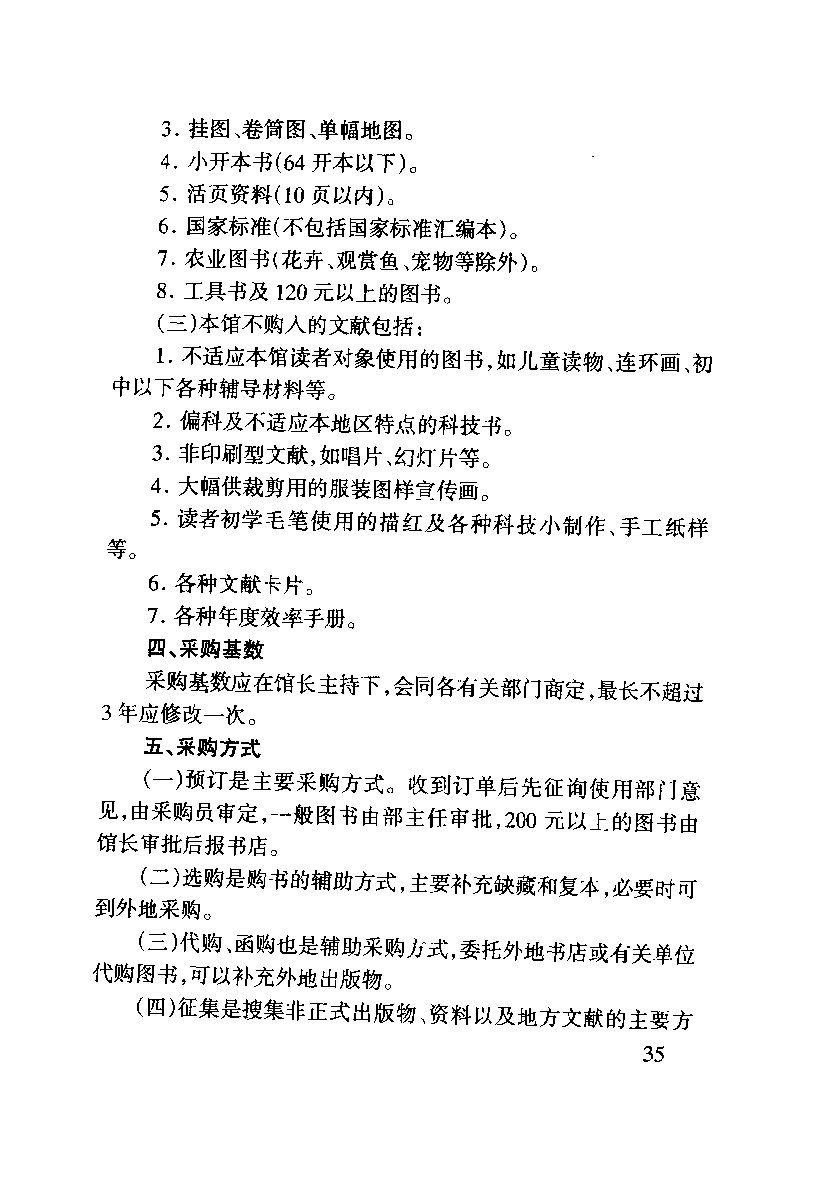 3. 挂图、卷筒图、单幅地图。
4. 小开本书(64 开本以下)。
5. 活页资料(10 页以内)。
6. 国家标准(不包括国家标准汇编本)。
7. 农业图书(花卉、观赏鱼、宠物等除外)。
8. 工具书及 120 元以上的图书。
(三)本馆不购入的文献包括:
1. 不适应本馆读者对象使用的图书,如儿童读物、连环画、初
中以下各种辅导材料等。
2. 偏科及不适应本地区特点的科技书。
3. 非印刷型文献,如唱片、幻灯片等。
4. 大幅供裁剪用的服装图样宣传画。
5. 读者初学毛笔使用的描红及各种科技小制作、手工纸样
等。
6. 各种文献卡片。
7. 各种年度效率手册。
四、采购基数
采购基数应在馆长主持下,会同各有关部门商定,最长不超过
3 年应修改一次。
五、采购方式
(一)预订是主要采购方式。收到订单后先征询使用部门意
见,由采购员审定,一般图书由部主任审批,200 元以上的图书由
馆长审批后报书店。
(二)选购是购书的辅助方式,主要补充缺藏和复本,必要时可
到外地采购。
(三)代购、函购也是辅助采购方式,委托外地书店或有关单位
代购图书,可以补充外地出版物。
(四)征集是搜集非正式出版物、资料以及地方文献的主要方
35